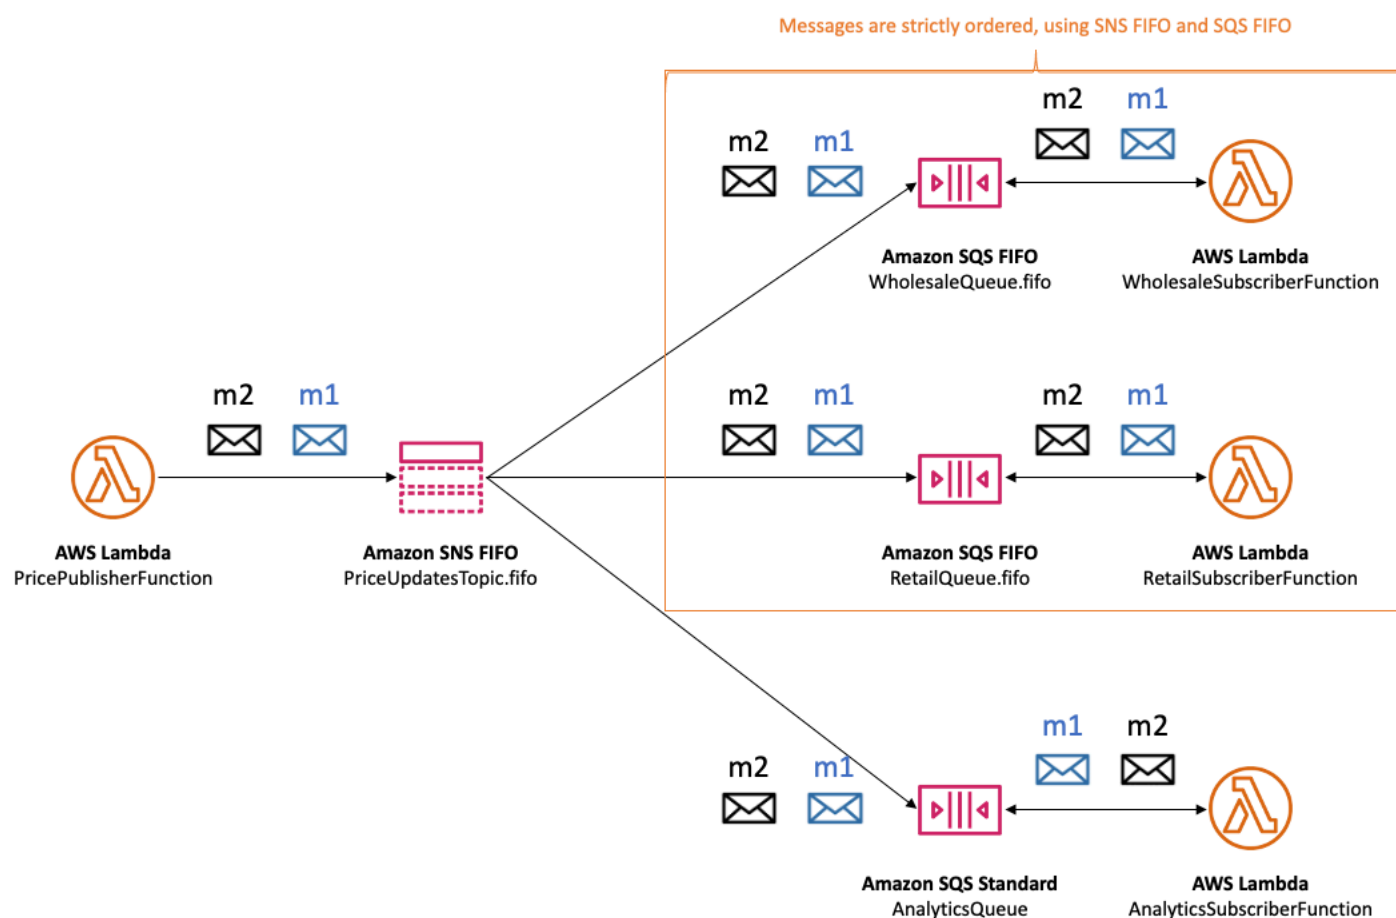 Messages are strictly ordered, using SNS FIFO and SQS FIFO
m2 m1
m2 m1
Amazon SQS FIFO
WholesaleQueue.fifo
AWS Lambda
WholesaleSubscriberFunction
m2 m1
m2 m1
m2 m1
AWS Lambda
PricePublisherFunction
Amazon SNS FIFO
PriceUpdatesTopic.fifo
Amazon SQS FIFO
RetailQueue.fifo
AWS Lambda
RetailSubscriberFunction
m2 m1
m1 m2
Amazon SQS Standard
AnalyticsQueue
AWS Lambda
AnalyticsSubscriberFunction